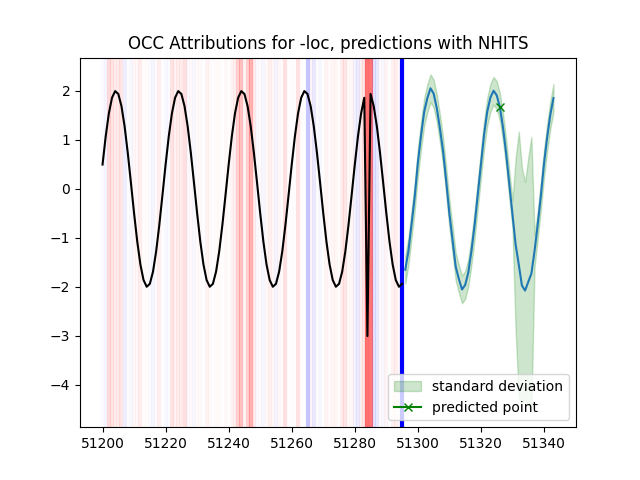 OCC Attributions for -loc, predictions with NHITS
2
1
0
−1
−2
−3
−4
standard deviation
predicted point
51200 51220 51240 51260 51280 51300 51320 51340